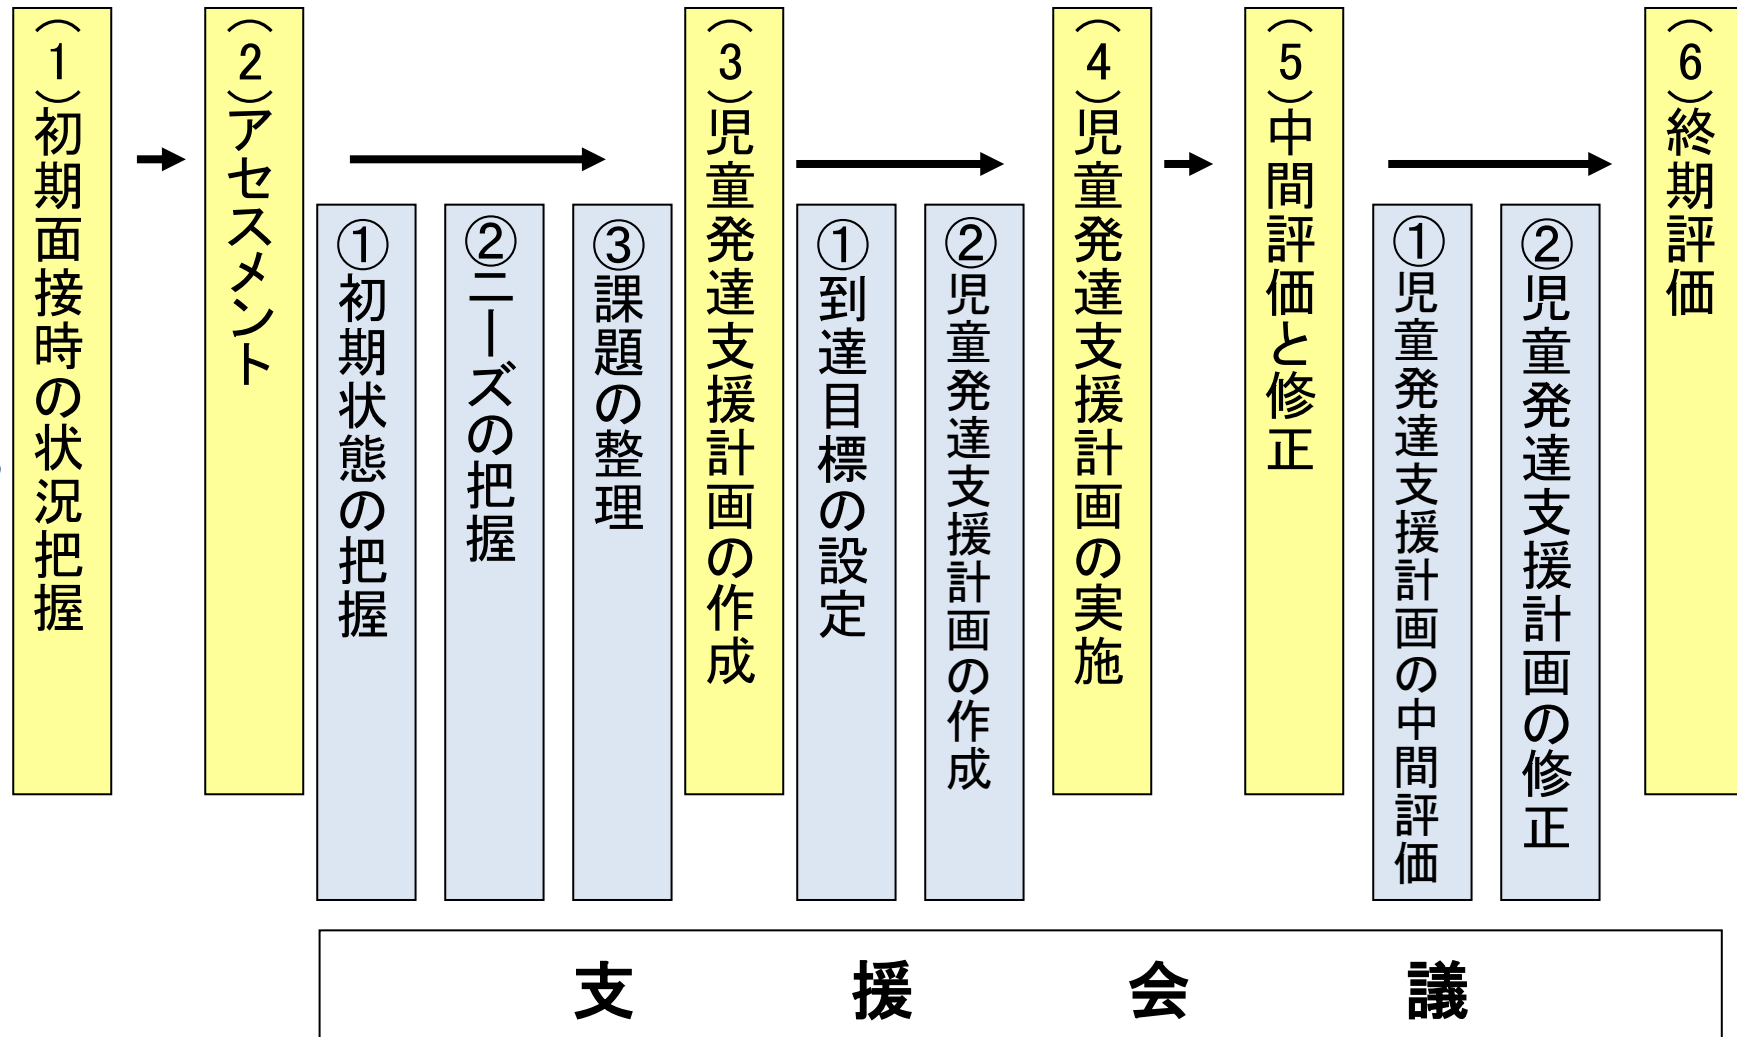 （1）初期面接時の状況把握
（2）アセスメント
①初期状態の把握
②ニーズの把握
③課題の整理
（3）児童発達支援計画の作成
①到達目標の設定
②児童発達支援計画の作成
（4）児童発達支援計画の実施
（5）中間評価と修正
①児童発達支援計画の中間評価
②児童発達支援計画の修正
（6）終期評価
支援会議